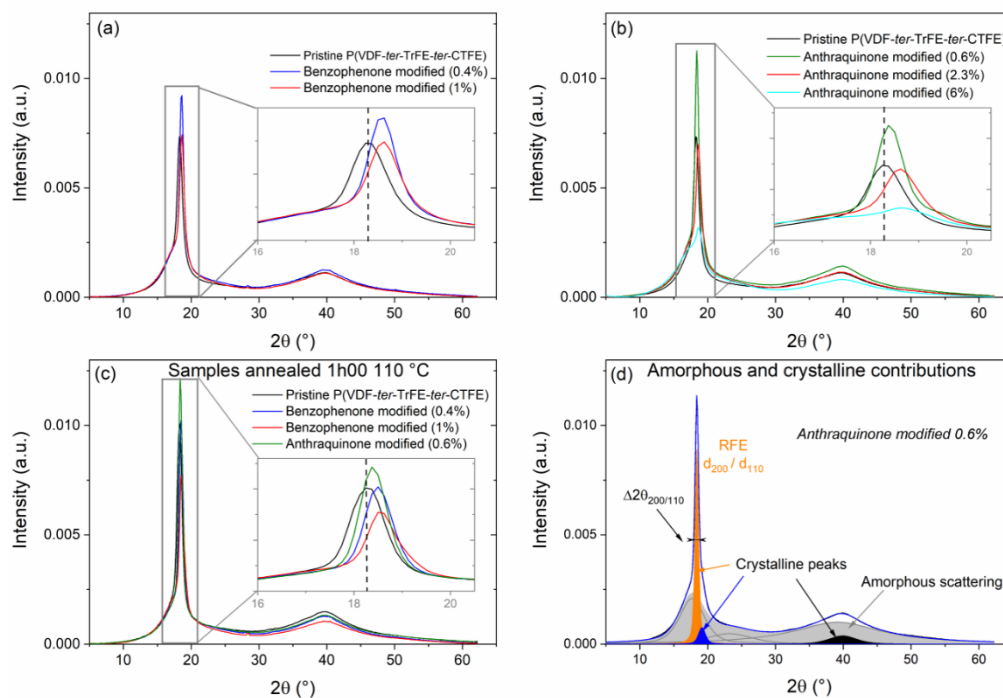 (a)
Pristine P(VDF-ter-TrFE-ter-CTFE)
Benzophenone modified (0.4%)
Benzophenone modified (1%)
Intensity (a.u.)
0.010
0.005
0.000
16 18 20
10 20 30 40 50 60
2θ (°)
(b)
Pristine P(VDF-ter-TrFE-ter-CTFE)
Anthraquinone modified (0.6%)
Anthraquinone modified (2.3%)
Anthraquinone modified (6%)
Intensity (a.u.)
0.010
0.005
0.000
16 18 20
10 20 30 40 50 60
2θ (°)
(c) Samples annealed 1h00 110 °C
Pristine P(VDF-ter-TrFE-ter-CTFE)
Benzophenone modified (0.4%)
Benzophenone modified (1%)
Anthraquinone modified (0.6%)
Intensity (a.u.)
0.010
0.005
0.000
16 18 20
10 20 30 40 50 60
2θ (°)
(d) Amorphous and crystalline contributions
Anthraquinone modified 0.6%
RFE
d200 / d110
Δ2θ200/110
Crystalline peaks
Amorphous scattering
Intensity (a.u.)
0.010
0.005
0.000
10 20 30 40 50 60
2θ (°)